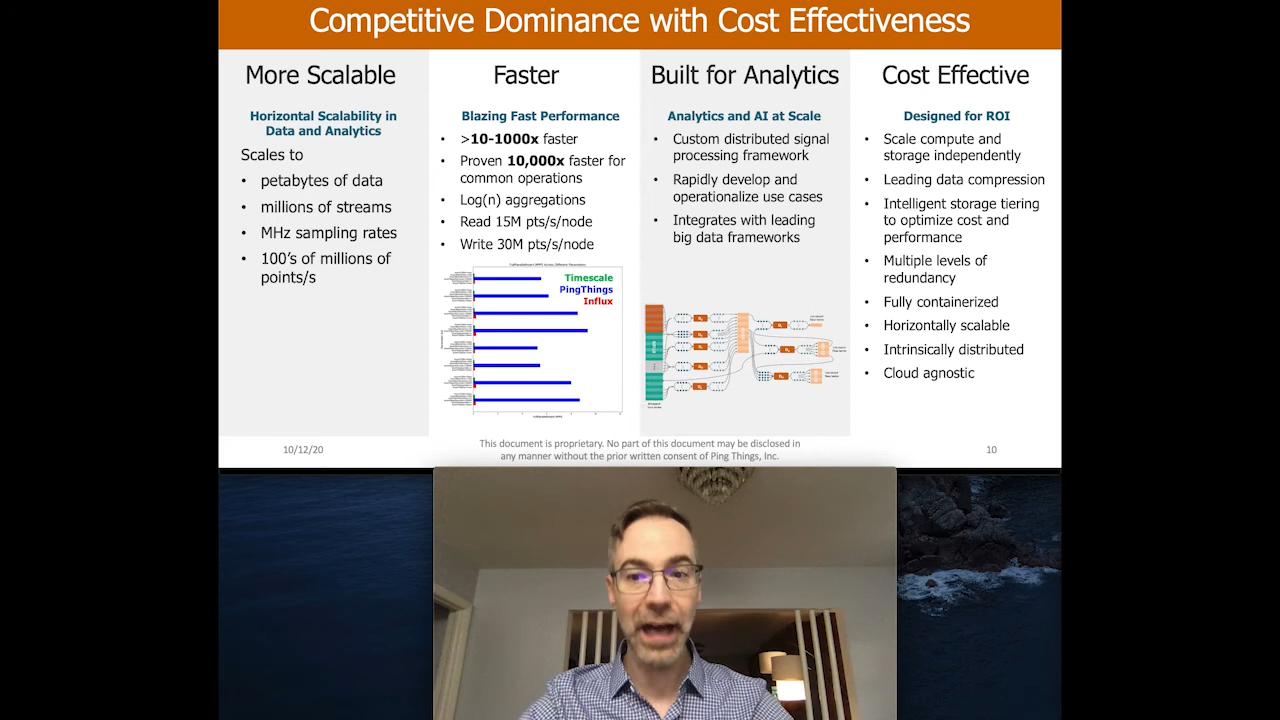 Competitive Dominance with Cost Effectiveness
More Scalable
Horizontal Scalability in
Data and Analytics
Scales to
• petabytes of data
• millions of streams
• MHz sampling rates
• 100's of millions of
points/s
Faster
Blazing Fast Performance
• >10-1000x faster
• Proven 10,000x faster for
common operations
• Log(n) aggregations
• Read 15M pts/s/node
• Write 30M pts/s/node
Timescale
PingThings
Influx
Built for Analytics
Analytics and AI at Scale
• Custom distributed signal
processing framework
• Rapidly develop and
operationalize use cases
• Integrates with leading
big data frameworks
Cost Effective
Designed for ROI
• Scale compute and
storage independently
• Leading data compression
• Intelligent storage tiering
to optimize cost and
performance
• Multiple levels of
redundancy
• Fully containerized
• Horizontally scalable
• Intrinsically distributed
• Cloud agnostic
10/12/20
This document is proprietary. No part of this document may be disclosed in
any manner without the prior written consent of Ping Things, Inc.
10